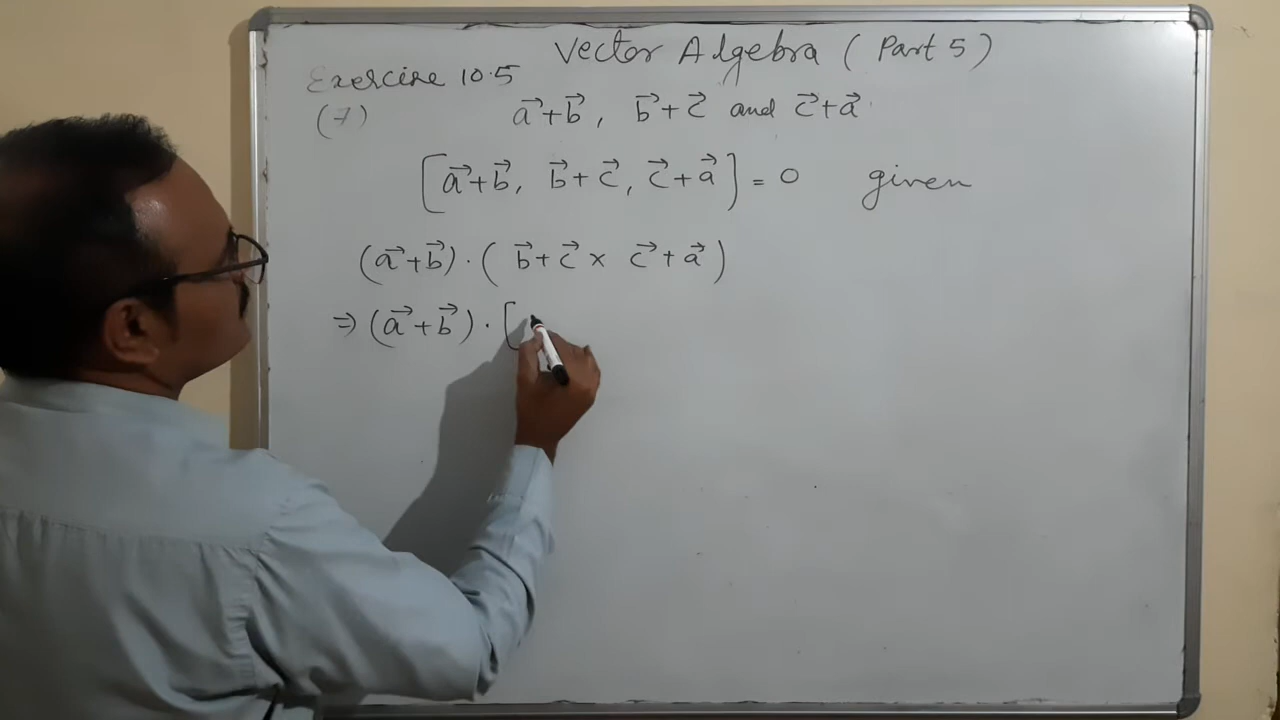 Vector Algebra ( Part 5 )
Exercise 10.5
(7) a⃗+b⃗, b⃗+c⃗ and c⃗+a⃗
[a⃗+b⃗, b⃗+c⃗, c⃗+a⃗] = 0 given
(a⃗+b⃗)·( b⃗+c⃗ × c⃗+a⃗ )
⇒ (a⃗+b⃗)·[